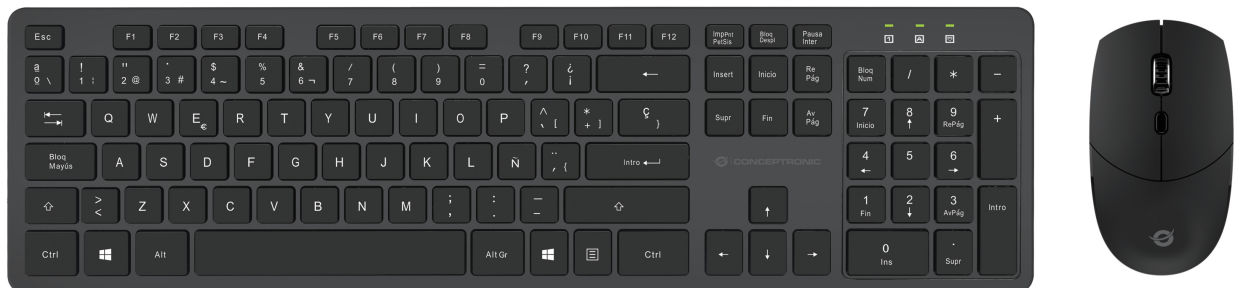 Esc F1 F2 F3 F4 F5 F6 F7 F8 F9 F10 F11 F12 ImpPnt Bloq Pausa 1 A
PetSis Despl Inter
ª ! " · $ % & / ( ) = ? ¿ ← Insert Inicio Re Bloq / * -
º \ 1 ¦ 2 @ 3 # 4 ~ 5 6 ¬ 7 8 9 0 ' ¡ Pág Num
Q W E € R T Y U I O P ^ ` [ * + ] Ç } Supr Fin Av 7 8 9 +
Pág Inicio ↑ RePág
Bloq A S D F G H J K L Ñ ¨ ´ { Intro CONCEPTRONIC 4 5 6
Mayús ← →
⇧ > < Z X C V B N M ; , : . _ - ⇧ ↑ 1 2 3 Intro
Fin ↓ AvPág
Ctrl Alt Alt Gr Ctrl ← ↓ → 0 .
Ins Supr